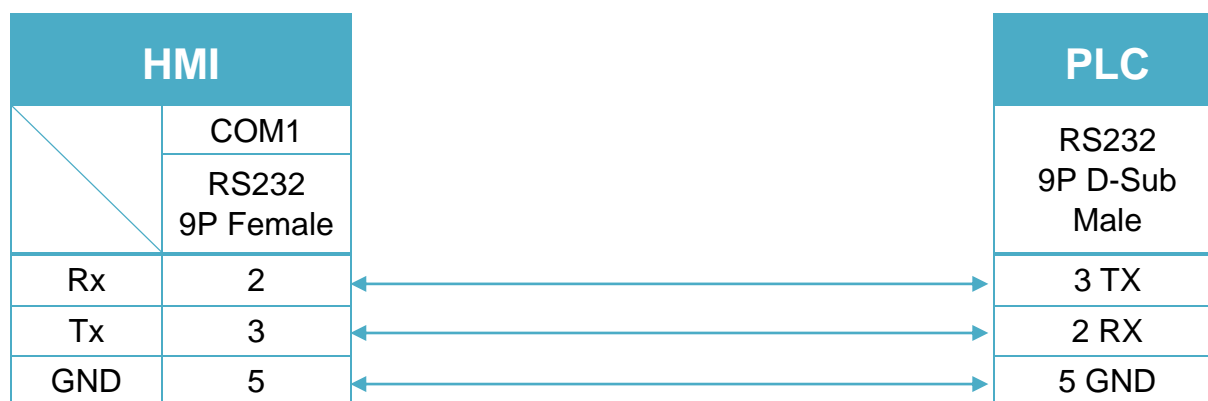 HMI PLC
COM1
RS232
9P Female
RS232
9P D-Sub
Male
Rx 2 3 TX
Tx 3 2 RX
GND 5 5 GND